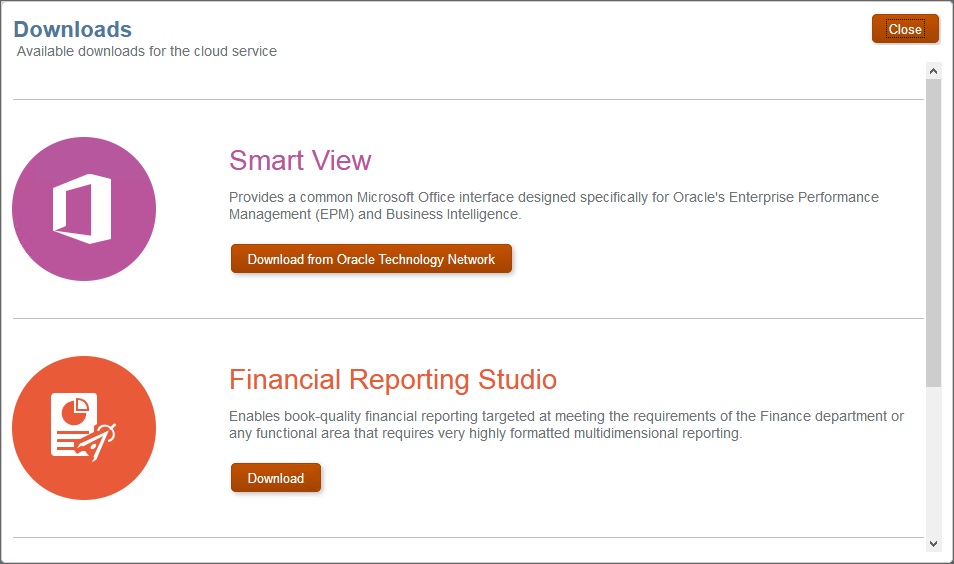 Downloads
Close
Available downloads for the cloud service
Smart View
Provides a common Microsoft Office interface designed specifically for Oracle's Enterprise Performance
Management (EPM) and Business Intelligence.
Download from Oracle Technology Network
Financial Reporting Studio
Enables book-quality financial reporting targeted at meeting the requirements of the Finance department or
any functional area that requires very highly formatted multidimensional reporting.
Download